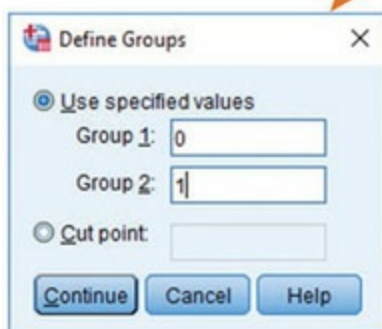 Define Groups
Use specified values
Group 1: 0
Group 2: 1
Cut point:
Continue Cancel Help